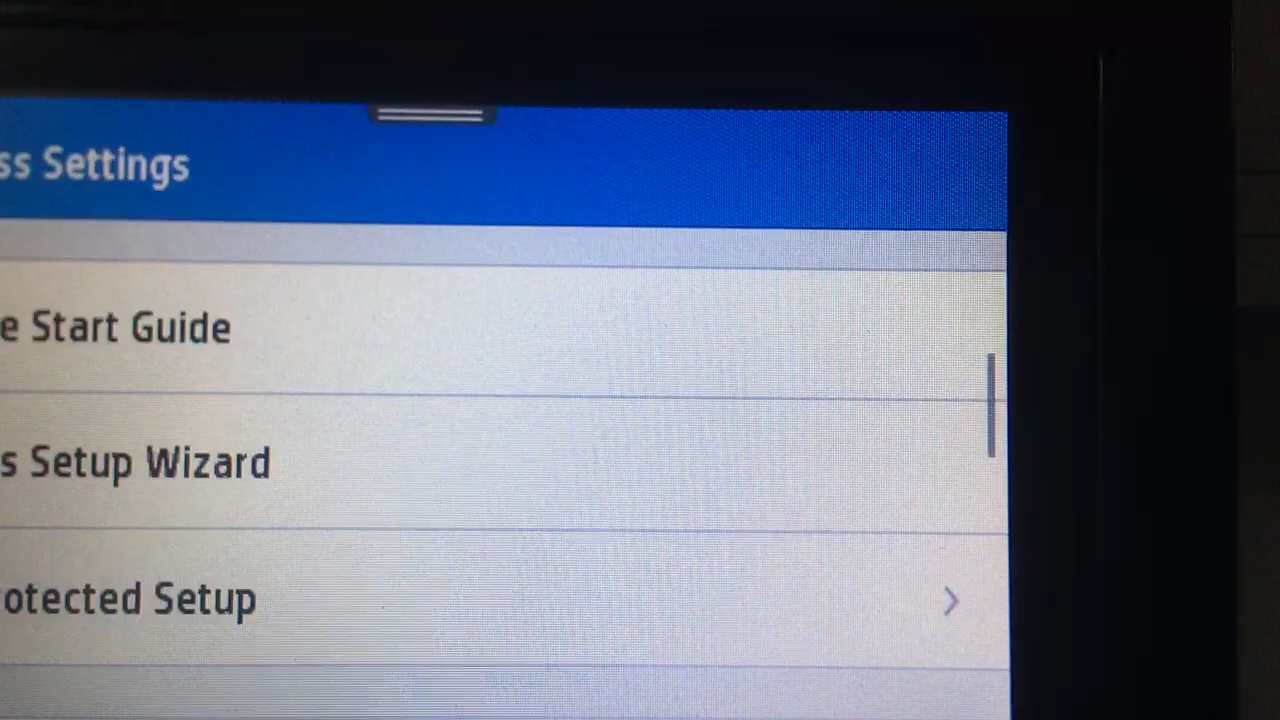 ss Settings
e Start Guide
s Setup Wizard
otected Setup